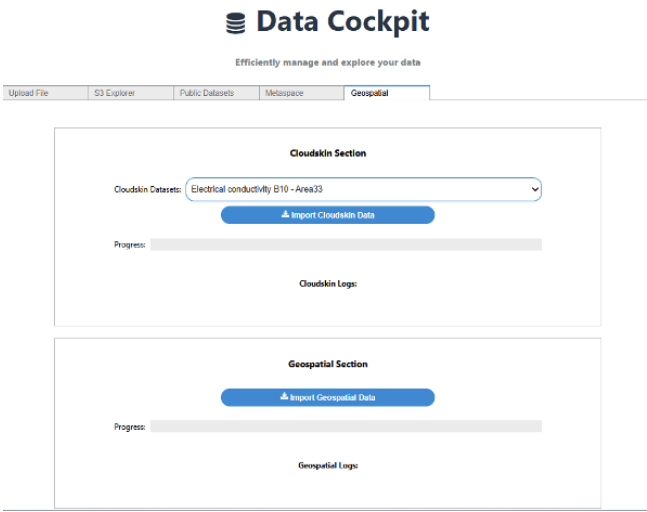 Data Cockpit
Efficiently manage and explore your data
Upload File S3 Explorer Public Datasets Metaspace Geospatial
Cloudskin Section
Cloudskin Datasets: Electrical conductivity B10 - Area33
Import Cloudskin Data
Progress:
Cloudskin Logs:
Geospatial Section
Import Geospatial Data
Progress:
Geospatial Logs: